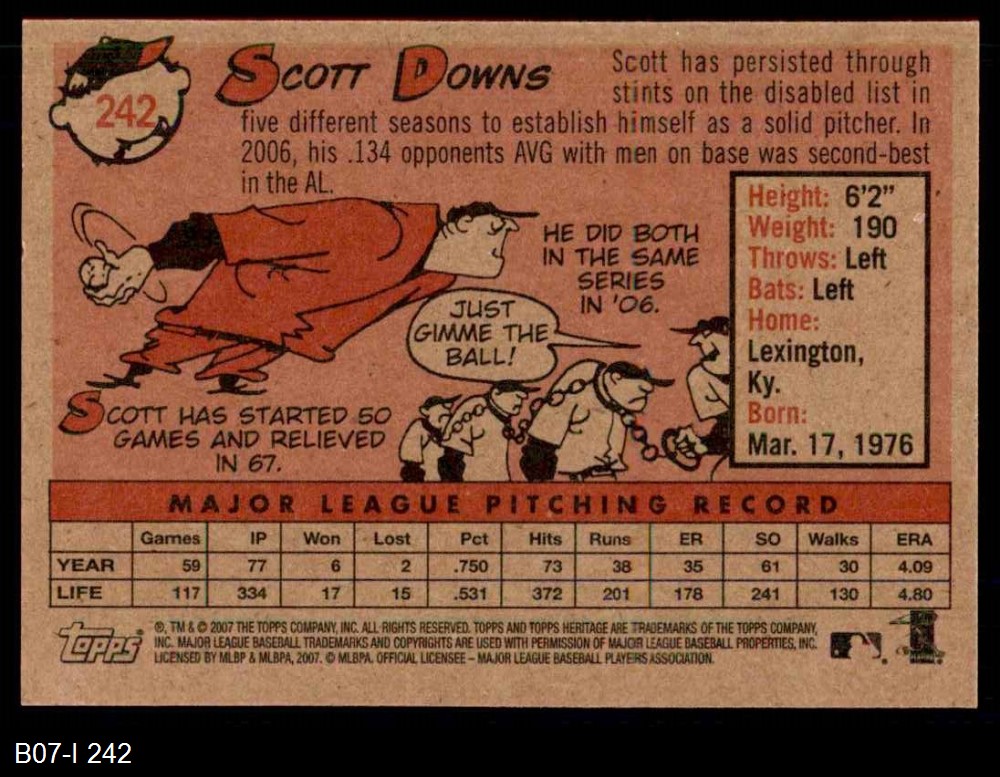 242
SCOTT DOWNS
Scott has persisted through
stints on the disabled list in
five different seasons to establish himself as a solid pitcher. In
2006, his .134 opponents AVG with men on base was second-best
in the AL.
Height: 6'2"
Weight: 190
Throws: Left
Bats: Left
Home:
Lexington,
Ky.
Born:
Mar. 17, 1976
HE DID BOTH
IN THE SAME
SERIES
IN '06.
JUST
GIMME THE
BALL!
SCOTT HAS STARTED 50
GAMES AND RELIEVED
IN 67.
MAJOR LEAGUE PITCHING RECORD
Games IP Won Lost Pct Hits Runs ER SO Walks ERA
YEAR 59 77 6 2 .750 73 38 35 61 30 4.09
LIFE 117 334 17 15 .531 372 201 178 241 130 4.80
Topps
®, TM & © 2007 THE TOPPS COMPANY, INC. ALL RIGHTS RESERVED. TOPPS AND TOPPS HERITAGE ARE TRADEMARKS OF THE TOPPS COMPANY,
INC. MAJOR LEAGUE BASEBALL TRADEMARKS AND COPYRIGHTS ARE USED WITH PERMISSION OF MAJOR LEAGUE BASEBALL PROPERTIES, INC.
LICENSED BY MLBP & MLBPA, 2007. © MLBPA. OFFICIAL LICENSEE – MAJOR LEAGUE BASEBALL PLAYERS ASSOCIATION.
B07-I 242